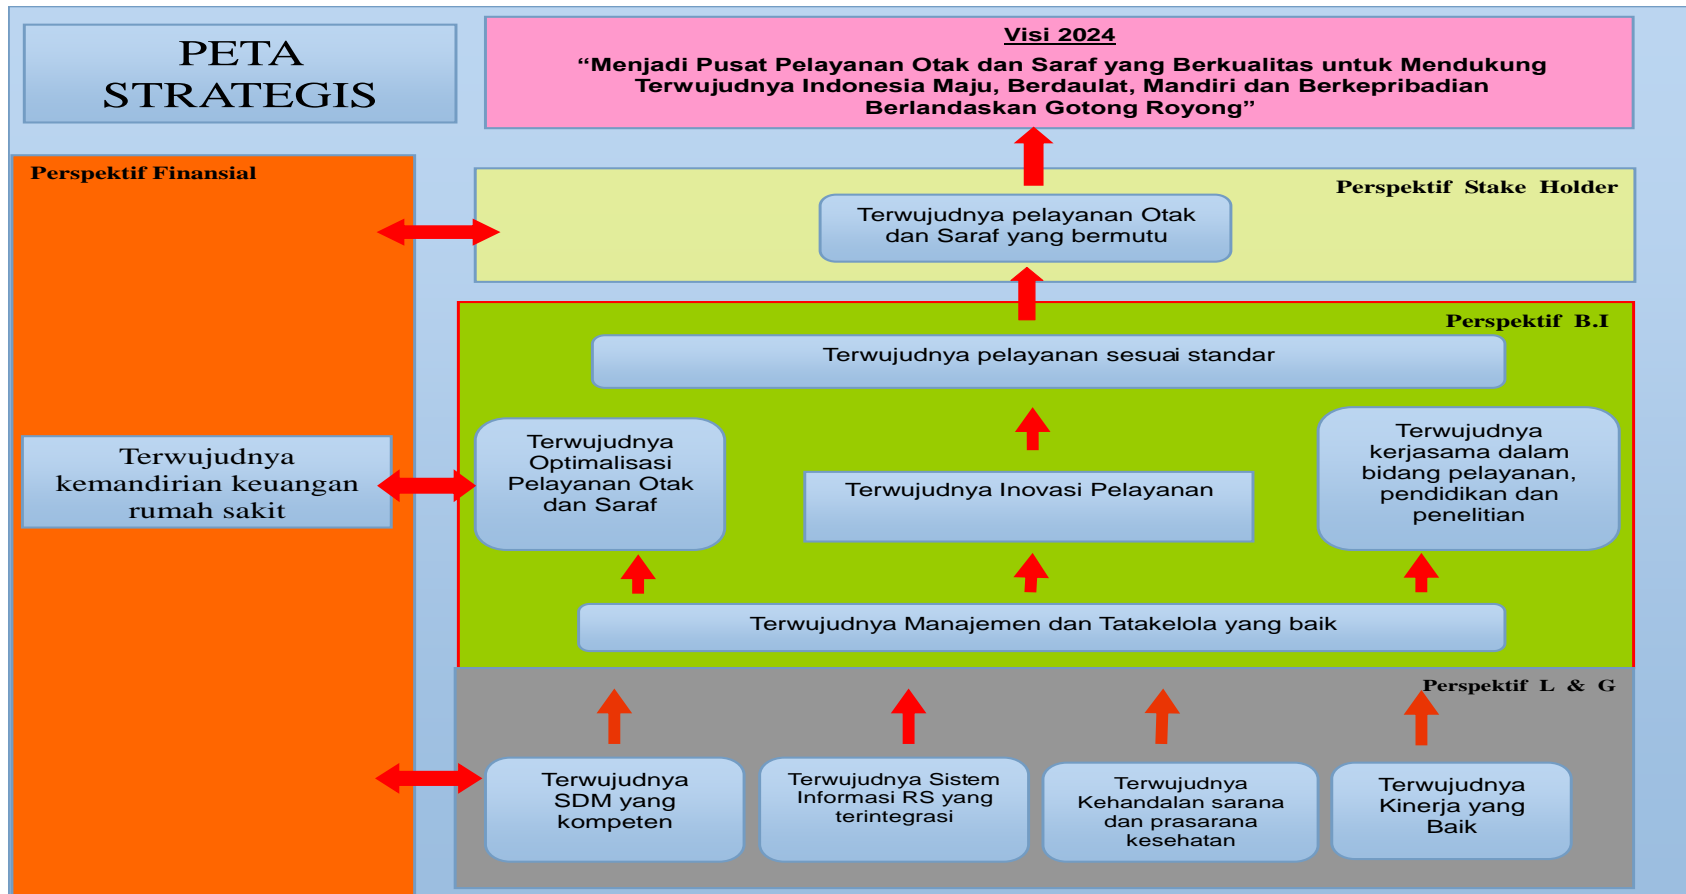 PETA
STRATEGIS
Visi 2024
“Menjadi Pusat Pelayanan Otak dan Saraf yang Berkualitas untuk Mendukung
Terwujudnya Indonesia Maju, Berdaulat, Mandiri dan Berkepribadian
Berlandaskan Gotong Royong”
Perspektif Finansial
Perspektif Stake Holder
Terwujudnya pelayanan Otak
dan Saraf yang bermutu
Perspektif B.I
Terwujudnya pelayanan sesuai standar
Terwujudnya
kemandirian keuangan
rumah sakit
Terwujudnya
Optimalisasi
Pelayanan Otak
dan Saraf
Terwujudnya Inovasi Pelayanan
Terwujudnya
kerjasama dalam
bidang pelayanan,
pendidikan dan
penelitian
Terwujudnya Manajemen dan Tatakelola yang baik
Perspektif L & G
Terwujudnya
SDM yang
kompeten
Terwujudnya Sistem
Informasi RS yang
terintegrasi
Terwujudnya
Kehandalan sarana
dan prasarana
kesehatan
Terwujudnya
Kinerja yang
Baik